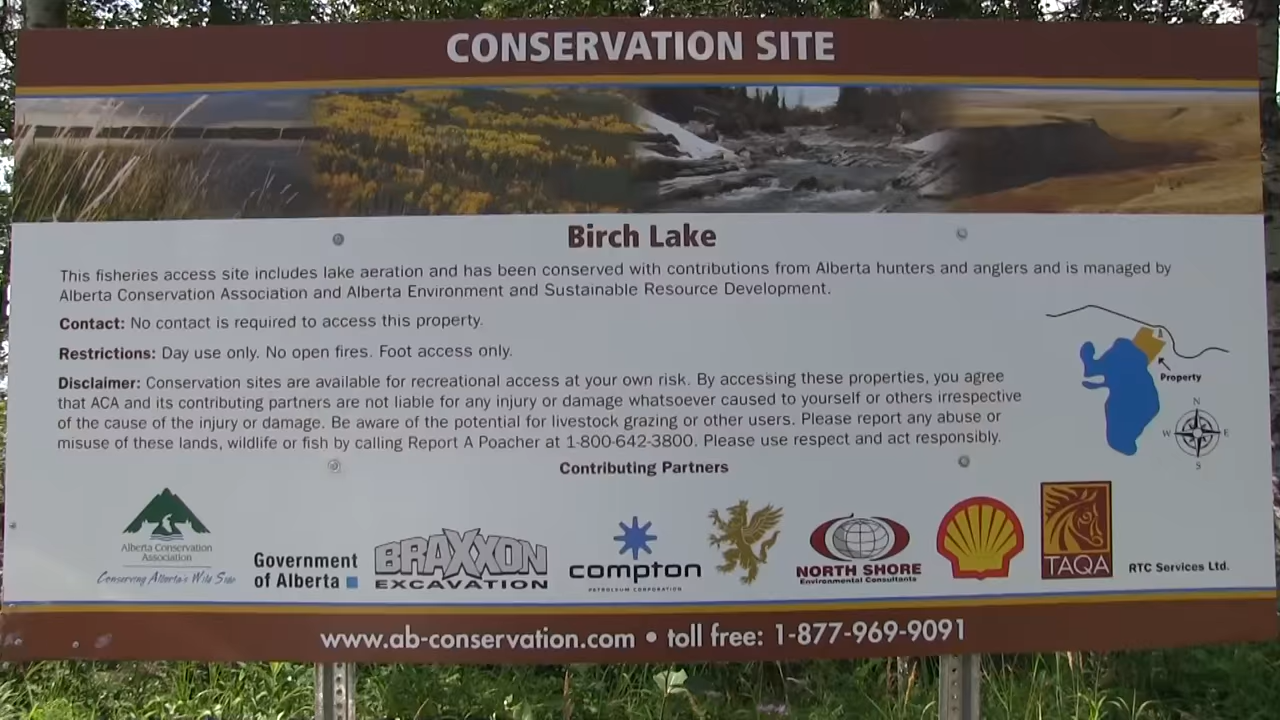 CONSERVATION SITE
Birch Lake
This fisheries access site includes lake aeration and has been conserved with contributions from Alberta hunters and anglers and is managed by
Alberta Conservation Association and Alberta Environment and Sustainable Resource Development.
Contact: No contact is required to access this property.
Restrictions: Day use only. No open fires. Foot access only.
Disclaimer: Conservation sites are available for recreational access at your own risk. By accessing these properties, you agree
that ACA and its contributing partners are not liable for any injury or damage whatsoever caused to yourself or others irrespective
of the cause of the injury or damage. Be aware of the potential for livestock grazing or other users. Please report any abuse or
misuse of these lands, wildlife or fish by calling Report A Poacher at 1-800-642-3800. Please use respect and act responsibly.
Property
N
W E
S
Contributing Partners
Alberta Conservation
Association
Conserving Alberta's Wild Side
Government
of Alberta
BRAXXON
EXCAVATION
compton
PETROLEUM CORPORATION
NORTH SHORE
Environmental Consultants
TAQA
RTC Services Ltd.
www.ab-conservation.com • toll free: 1-877-969-9091